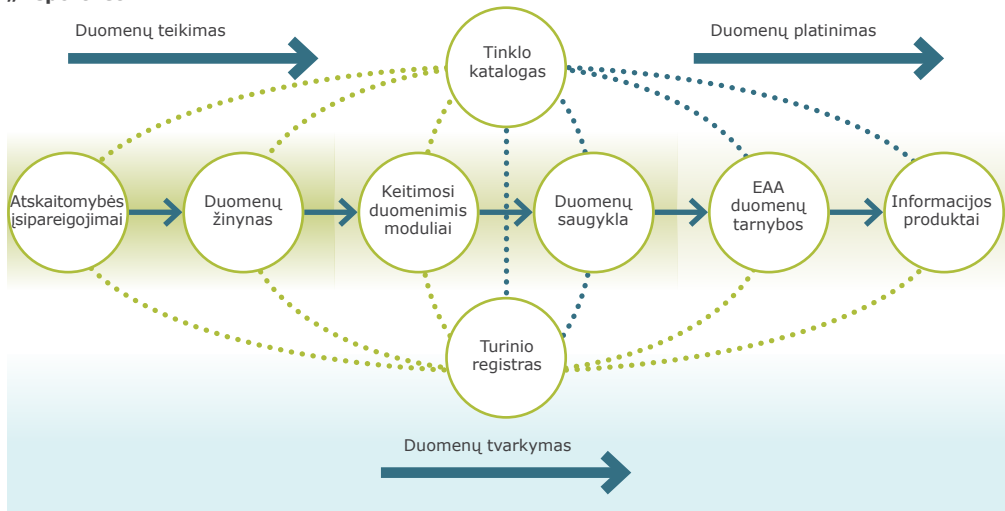 Duomenų teikimas
Duomenų platinimas
Tinklo
katalogas
Atskaitomybės
įsipareigojimai
Duomenų
žinynas
Keitimosi
duomenimis
moduliai
Duomenų
saugykla
EAA
duomenų
tarnybos
Informacijos
produktai
Turinio
registras
Duomenų tvarkymas